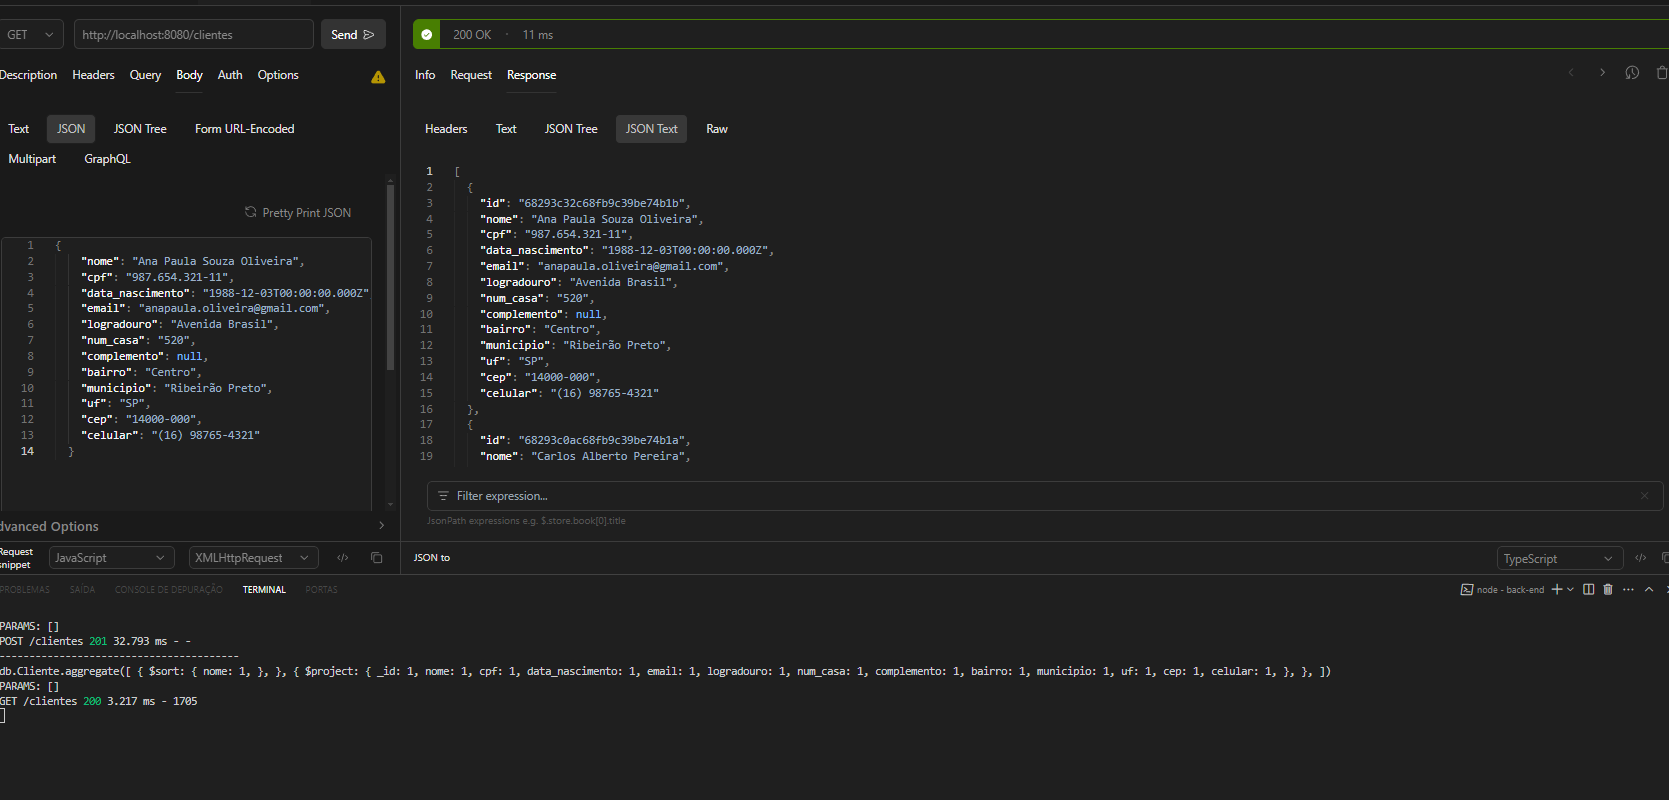 GET http://localhost:8080/clientes Send
Description Headers Query Body Auth Options
Text JSON JSON Tree Form URL-Encoded
Multipart GraphQL
Pretty Print JSON
1 {
2 "nome": "Ana Paula Souza Oliveira",
3 "cpf": "987.654.321-11",
4 "data_nascimento": "1988-12-03T00:00:00.000Z"
5 "email": "anapaula.oliveira@gmail.com",
6 "logradouro": "Avenida Brasil",
7 "num_casa": "520",
8 "complemento": null,
9 "bairro": "Centro",
10 "municipio": "Ribeirão Preto",
11 "uf": "SP",
12 "cep": "14000-000",
13 "celular": "(16) 98765-4321"
14 }
dvanced Options
Request
snippet
JavaScript XMLHttpRequest
200 OK · 11 ms
Info Request Response
Headers Text JSON Tree JSON Text Raw
1 [
2 {
3 "id": "68293c32c68fb9c39be74b1b",
4 "nome": "Ana Paula Souza Oliveira",
5 "cpf": "987.654.321-11",
6 "data_nascimento": "1988-12-03T00:00:00.000Z",
7 "email": "anapaula.oliveira@gmail.com",
8 "logradouro": "Avenida Brasil",
9 "num_casa": "520",
10 "complemento": null,
11 "bairro": "Centro",
12 "municipio": "Ribeirão Preto",
13 "uf": "SP",
14 "cep": "14000-000",
15 "celular": "(16) 98765-4321"
16 },
17 {
18 "id": "68293c0ac68fb9c39be74b1a",
19 "nome": "Carlos Alberto Pereira",
Filter expression...
JsonPath expressions e.g. $.store.book[0].title
JSON to TypeScript
PROBLEMAS SAÍDA CONSOLE DE DEPURAÇÃO TERMINAL PORTAS
node - back-end
PARAMS: []
POST /clientes 201 32.793 ms - -
----------------------------------------
db.Cliente.aggregate([ { $sort: { nome: 1, }, }, { $project: { _id: 1, nome: 1, cpf: 1, data_nascimento: 1, email: 1, logradouro: 1, num_casa: 1, complemento: 1, bairro: 1, municipio: 1, uf: 1, cep: 1, celular: 1, }, }, ])
PARAMS: []
GET /clientes 200 3.217 ms - 1705